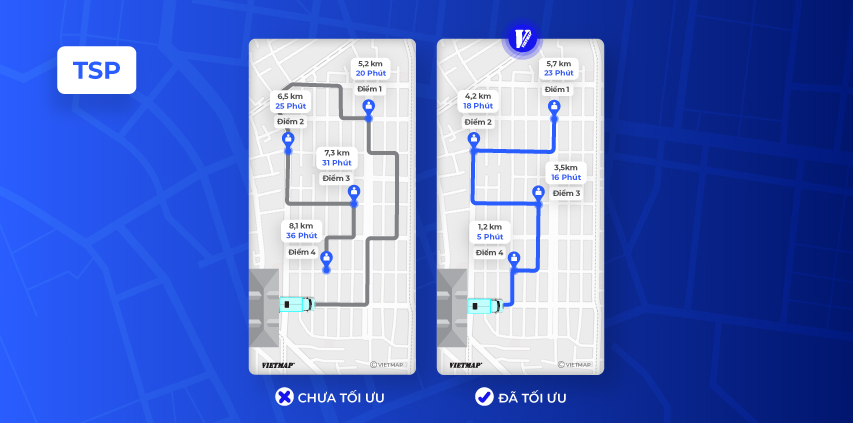 TSP
5,2 km
20 Phút
Điểm 1
6,5 km
25 Phút
Điểm 2
7,3 km
31 Phút
Điểm 3
8,1 km
36 Phút
Điểm 4
VIETMAP
© VIETMAP
CHƯA TỐI ƯU
5,7 km
23 Phút
Điểm 1
4,2 km
18 Phút
Điểm 2
3,5km
16 Phút
Điểm 3
1,2 km
5 Phút
Điểm 4
VIETMAP
© VIETMAP
ĐÃ TỐI ƯU